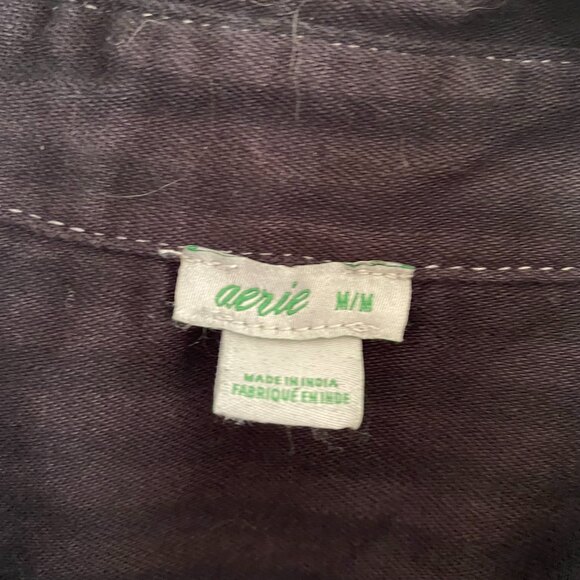 aerie M/M
MADE IN INDIA
FABRIQUÉ EN INDE